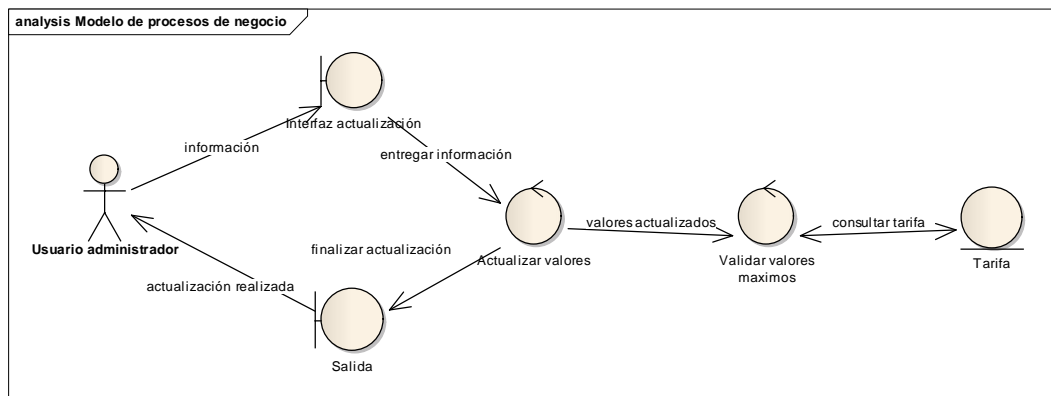 analysis Modelo de procesos de negocio
Interfaz actualización
información
entregar información
Usuario administrador
finalizar actualización
Actualizar valores
valores actualizados
Validar valores
maximos
consultar tarifa
Tarifa
actualización realizada
Salida